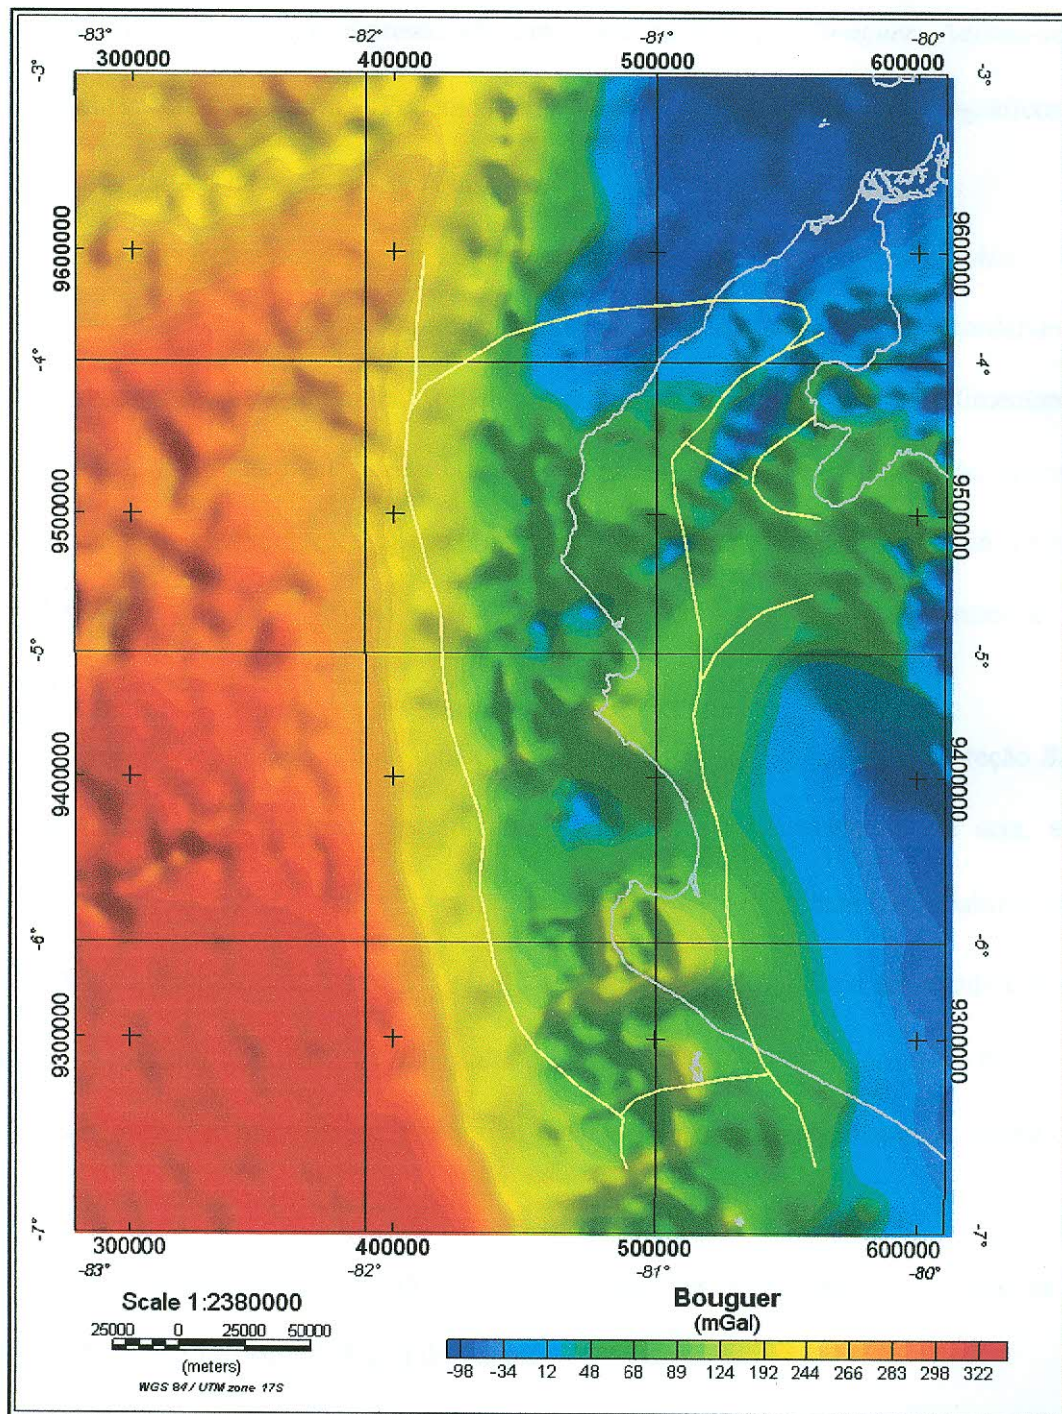 -83° -82° -81° -80°
300000 400000 500000 600000
-3° -3°
9600000 9600000
-4° -4°
9500000 9500000
-5° -5°
9400000 9400000
-6° -6°
9300000 9300000
-7° -7°
300000 400000 500000 600000
-83° -82° -81° -80°
Scale 1:2380000
25000 0 25000 50000
(meters)
WGS 84 / UTM zone 17S
Bouguer
(mGal)
-98 -34 12 48 68 89 124 192 244 266 283 298 322